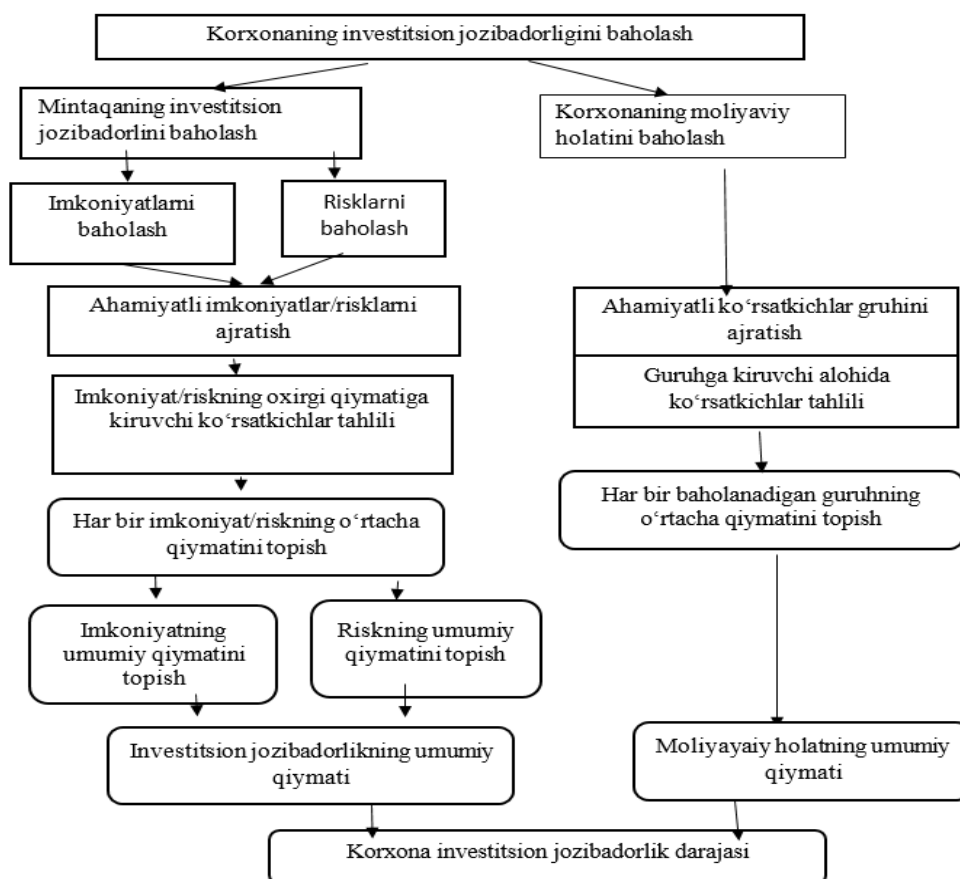 Korxonaning investitsion jozibadorligini baholash
Mintaqaning investitsion
jozibadorlini baholash
Korxonaning moliyaviy
holatini baholash
Imkoniyatlarni
baholash
Risklarni
baholash
Ahamiyatli imkoniyatlar/risklarni
ajratish
Ahamiyatli ko‘rsatkichlar gruhini
ajratish
Guruhga kiruvchi alohida
ko‘rsatkichlar tahlili
Imkoniyat/riskning oxirgi qiymatiga
kiruvchi ko‘rsatkichlar tahlili
Har bir baholanadigan guruhning
o‘rtacha qiymatini topish
Har bir imkoniyat/riskning o‘rtacha
qiymatini topish
Imkoniyatning
umumiy qiymatini
topish
Riskning umumiy
qiymatini topish
Investitsion jozibadorlikning umumiy
qiymati
Moliyayaiy holatning umumiy
qiymati
Korxona investitsion jozibadorlik darajasi